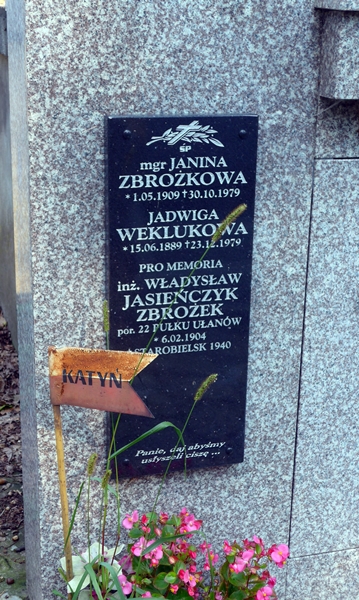 ŚP
mgr JANINA
ZBROŻKOWA
* 1.05.1909 † 30.10.1979
JADWIGA
WEKLUKOWA
* 15.06.1889 † 23.12.1979
PRO MEMORIA
inż. WŁADYSŁAW
JASIEŃCZYK
ZBROŻEK
por. 22 PUŁKU UŁANÓW
* 6.02.1904
STAROBIELSK 1940
KATYŃ
Panie, daj abyśmy
usłyszeli ciszę ...